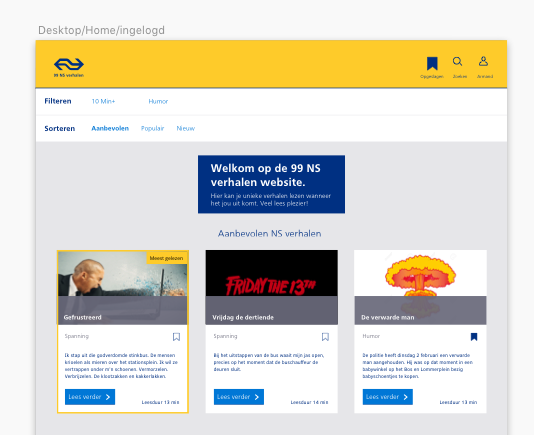 Desktop/Home/ingelogd
99 NS verhalen
Opgeslagen Zoeken Armand
Filteren 10 Min+ Humor
Sorteren Aanbevolen Populair Nieuw
Welkom op de 99 NS
verhalen website.
Hier kan je unieke verhalen lezen wanneer
het jou uit komt. Veel lees plezier!
Aanbevolen NS verhalen
Meest gelezen
Gefrustreerd
Spanning
Ik stap uit die godverdomde stinkbus. De mensen
krioelen als mieren over het stationsplein. Ik wil ze
vertrappen onder m'n schoenen. Vermorzelen.
Verbrijzelen. De klootzakken en kakkerlakken.
Lees verder
Leesduur 13 min
FRIDAY THE 13TH
Vrijdag de dertiende
Spanning
Bij het uitstappen van de bus waait mijn jas open,
precies op het moment dat de buschauffeur de
deuren sluit.
Lees verder
Leesduur 14 min
De verwarde man
Humor
De politie heeft dinsdag 2 februari een verwarde
man aangehouden. Hij was op dat moment in een
babywinkel op het Bos en Lommerplein bezig
babyschoentjes te kopen.
Lees verder
Leesduur 13 min